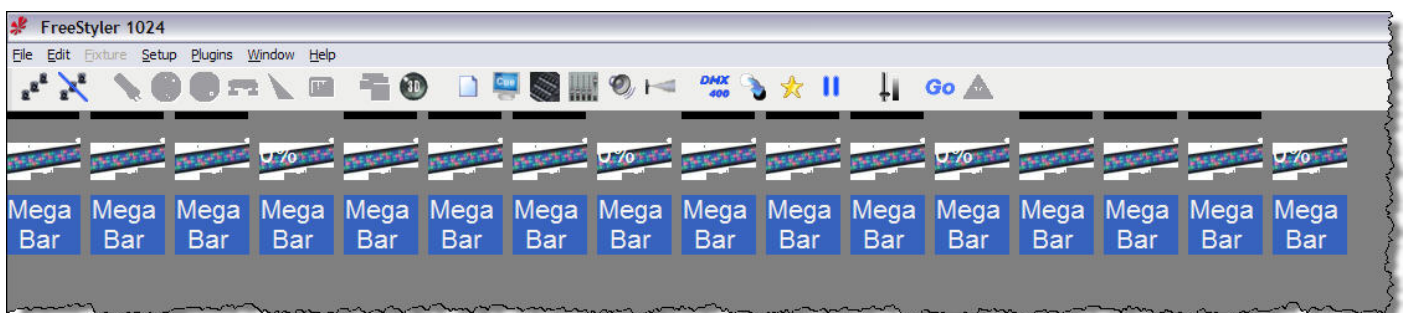 FreeStyler 1024
File Edit Fixture Setup Plugins Window Help
3D Cue DMX 400 Go
0% 0% 0% 0%
Mega Mega Mega Mega Mega Mega Mega Mega Mega Mega Mega Mega Mega Mega Mega Mega
Bar Bar Bar Bar Bar Bar Bar Bar Bar Bar Bar Bar Bar Bar Bar Bar